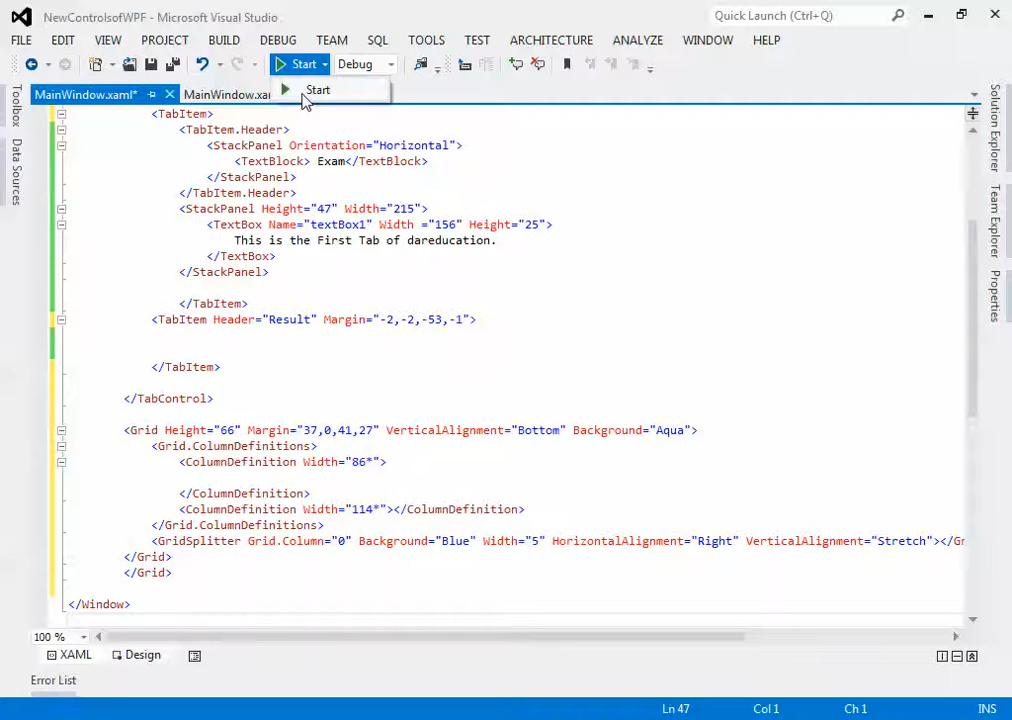 NewControlsofWPF - Microsoft Visual Studio
Quick Launch (Ctrl+Q)
FILE EDIT VIEW PROJECT BUILD DEBUG TEAM SQL TOOLS TEST ARCHITECTURE ANALYZE WINDOW HELP
Start Debug
Start
MainWindow.xaml* MainWindow.xam
Toolbox
Data Sources
Solution Explorer
Team Explorer
Properties
<TabItem>
<TabItem.Header>
<StackPanel Orientation="Horizontal">
<TextBlock> Exam</TextBlock>
</StackPanel>
</TabItem.Header>
<StackPanel Height="47" Width="215">
<TextBox Name="textBox1" Width ="156" Height="25">
This is the First Tab of dareducation.
</TextBox>
</StackPanel>
</TabItem>
<TabItem Header="Result" Margin="-2,-2,-53,-1">
</TabItem>
</TabControl>
<Grid Height="66" Margin="37,0,41,27" VerticalAlignment="Bottom" Background="Aqua">
<Grid.ColumnDefinitions>
<ColumnDefinition Width="86*">
</ColumnDefinition>
<ColumnDefinition Width="114*"></ColumnDefinition>
</Grid.ColumnDefinitions>
<GridSplitter Grid.Column="0" Background="Blue" Width="5" HorizontalAlignment="Right" VerticalAlignment="Stretch"></Gr
</Grid>
</Grid>
</Window>
100 %
XAML Design
Error List
Ln 47 Col 1 Ch 1 INS